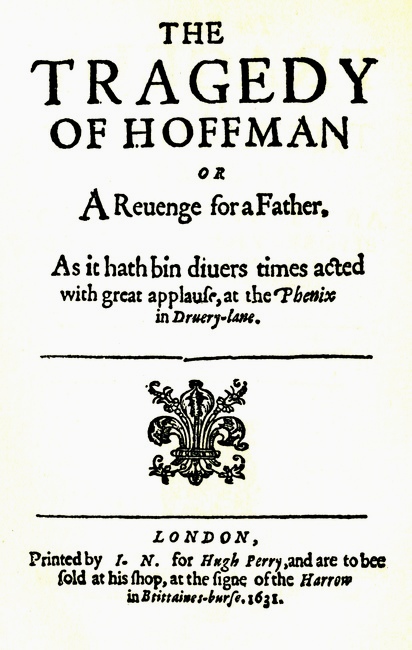 THE
TRAGEDY
OF HOFFMAN
OR
A Reuenge for a Father,
As it hath bin diuers times acted
with great applauſe, at the Phenix
in Druery-lane.
LONDON,
Printed by I. N. for Hugh Perry, and are to bee
ſold at his ſhop, at the ſigne of the Harrow
in Brittaines-burſe. 1631.